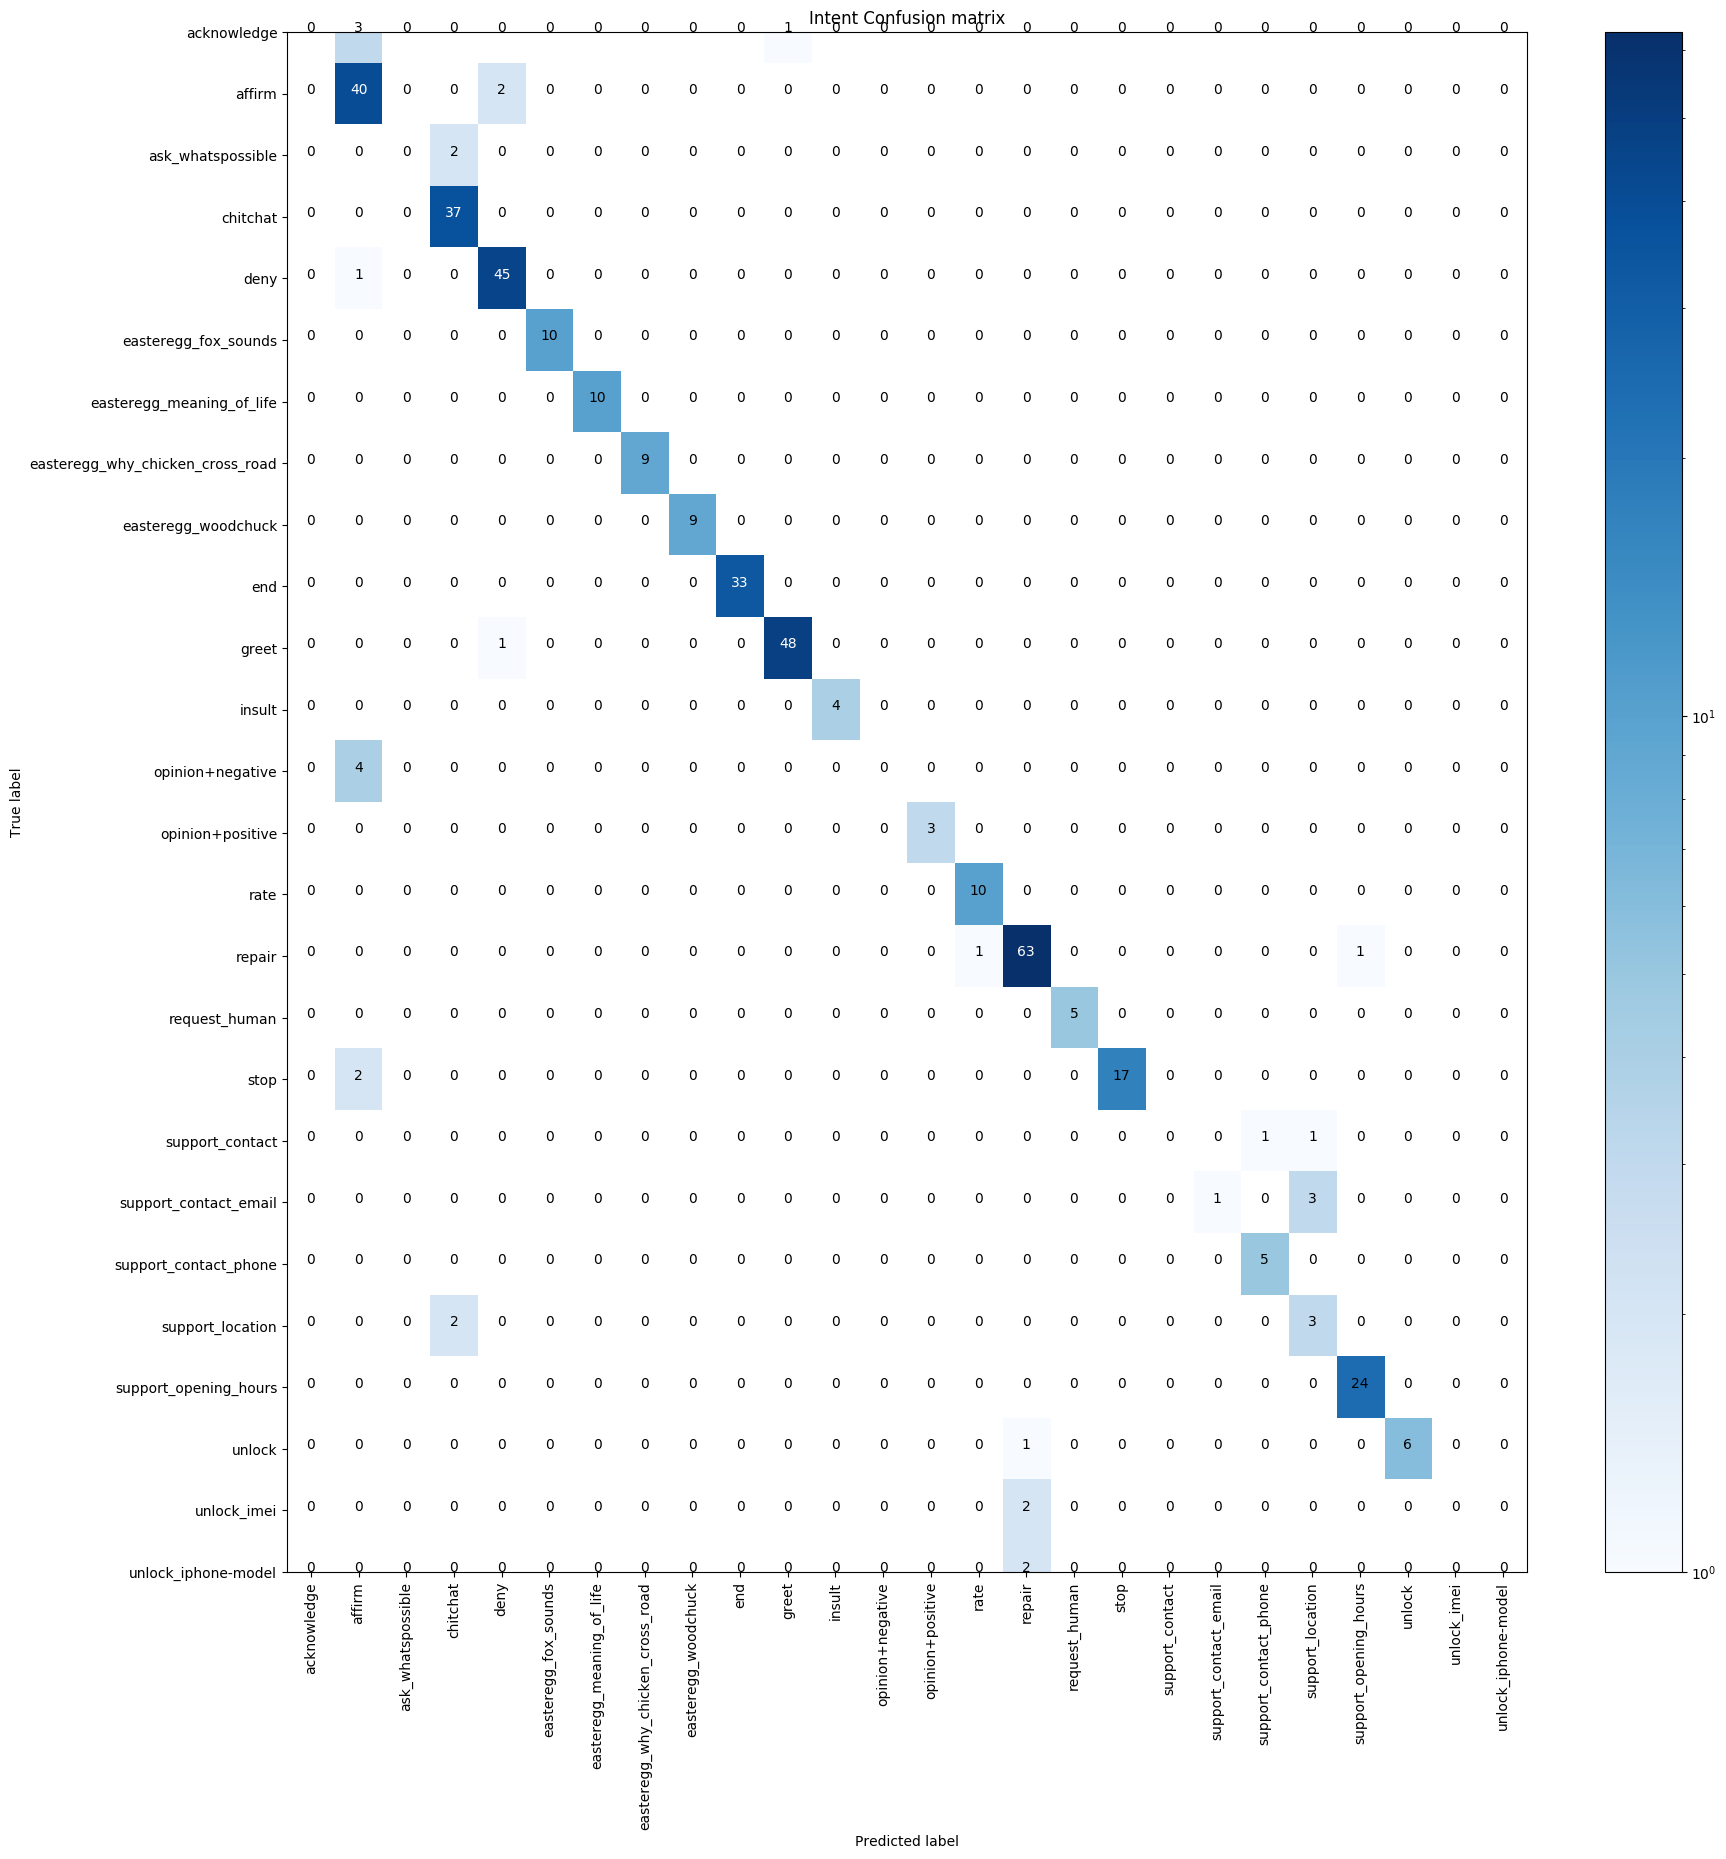 Intent Confusion matrix
acknowledge 0 3 0 0 0 0 0 0 0 0 1 0 0 0 0 0 0 0 0 0 0 0 0 0 0 0
affirm 0 40 0 0 2 0 0 0 0 0 0 0 0 0 0 0 0 0 0 0 0 0 0 0 0 0
ask_whatspossible 0 0 0 2 0 0 0 0 0 0 0 0 0 0 0 0 0 0 0 0 0 0 0 0 0 0
chitchat 0 0 0 37 0 0 0 0 0 0 0 0 0 0 0 0 0 0 0 0 0 0 0 0 0 0
deny 0 1 0 0 45 0 0 0 0 0 0 0 0 0 0 0 0 0 0 0 0 0 0 0 0 0
easteregg_fox_sounds 0 0 0 0 0 10 0 0 0 0 0 0 0 0 0 0 0 0 0 0 0 0 0 0 0 0
easteregg_meaning_of_life 0 0 0 0 0 0 10 0 0 0 0 0 0 0 0 0 0 0 0 0 0 0 0 0 0 0
easteregg_why_chicken_cross_road 0 0 0 0 0 0 0 9 0 0 0 0 0 0 0 0 0 0 0 0 0 0 0 0 0 0
easteregg_woodchuck 0 0 0 0 0 0 0 0 9 0 0 0 0 0 0 0 0 0 0 0 0 0 0 0 0 0
end 0 0 0 0 0 0 0 0 0 33 0 0 0 0 0 0 0 0 0 0 0 0 0 0 0 0
greet 0 0 0 0 1 0 0 0 0 0 48 0 0 0 0 0 0 0 0 0 0 0 0 0 0 0
insult 0 0 0 0 0 0 0 0 0 0 0 4 0 0 0 0 0 0 0 0 0 0 0 0 0 0
opinion+negative 0 4 0 0 0 0 0 0 0 0 0 0 0 0 0 0 0 0 0 0 0 0 0 0 0 0
opinion+positive 0 0 0 0 0 0 0 0 0 0 0 0 0 3 0 0 0 0 0 0 0 0 0 0 0 0
rate 0 0 0 0 0 0 0 0 0 0 0 0 0 0 10 0 0 0 0 0 0 0 0 0 0 0
repair 0 0 0 0 0 0 0 0 0 0 0 0 0 0 1 63 0 0 0 0 0 0 1 0 0 0
request_human 0 0 0 0 0 0 0 0 0 0 0 0 0 0 0 0 5 0 0 0 0 0 0 0 0 0
stop 0 2 0 0 0 0 0 0 0 0 0 0 0 0 0 0 0 17 0 0 0 0 0 0 0 0
support_contact 0 0 0 0 0 0 0 0 0 0 0 0 0 0 0 0 0 0 0 0 1 1 0 0 0 0
support_contact_email 0 0 0 0 0 0 0 0 0 0 0 0 0 0 0 0 0 0 0 1 0 3 0 0 0 0
support_contact_phone 0 0 0 0 0 0 0 0 0 0 0 0 0 0 0 0 0 0 0 0 5 0 0 0 0 0
support_location 0 0 0 2 0 0 0 0 0 0 0 0 0 0 0 0 0 0 0 0 0 3 0 0 0 0
support_opening_hours 0 0 0 0 0 0 0 0 0 0 0 0 0 0 0 0 0 0 0 0 0 0 24 0 0 0
unlock 0 0 0 0 0 0 0 0 0 0 0 0 0 0 0 1 0 0 0 0 0 0 0 6 0 0
unlock_imei 0 0 0 0 0 0 0 0 0 0 0 0 0 0 0 2 0 0 0 0 0 0 0 0 0 0
unlock_iphone-model 0 0 0 0 0 0 0 0 0 0 0 0 0 0 0 2 0 0 0 0 0 0 0 0 0 0
True label
acknowledge
affirm
ask_whatspossible
chitchat
deny
easteregg_fox_sounds
easteregg_meaning_of_life
easteregg_why_chicken_cross_road
easteregg_woodchuck
end
greet
insult
opinion+negative
opinion+positive
rate
repair
request_human
stop
support_contact
support_contact_email
support_contact_phone
support_location
support_opening_hours
unlock
unlock_imei
unlock_iphone-model
Predicted label
10¹
10⁰